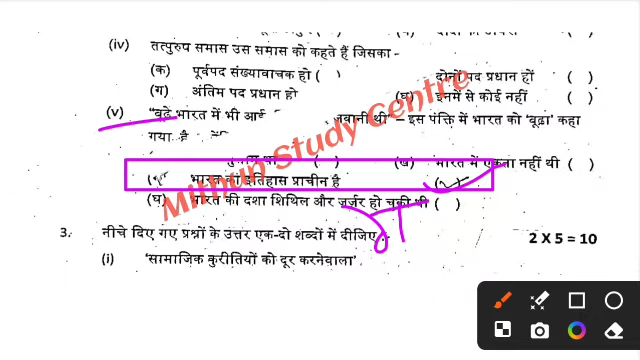 (iv) तत्पुरुष समास उस समास को कहते हैं जिसका -
(क) पूर्वपद संख्यावाचक हो ( ) दोनों पद प्रधान हों ( )
(ग) अंतिम पद प्रधान हो (घ) इनमें से कोई नहीं ( )
(v) "बूढ़े भारत में भी आई थी" – इस पंक्ति में भारत को 'बूढ़ा' कहा
गया है
( ) (ख) भारत में एकता नहीं थी ( )
भारत का इतिहास प्राचीन है
(घ) भारत की दशा शिथिल और जर्जर हो चुकी थी ( )
3. नीचे दिए गए प्रश्नों के उत्तर एक-दो शब्दों में दीजिए
2 X 5 = 10
(i) 'सामाजिक कुरीतियों को दूर करनेवाला'
Mithun Study Centre